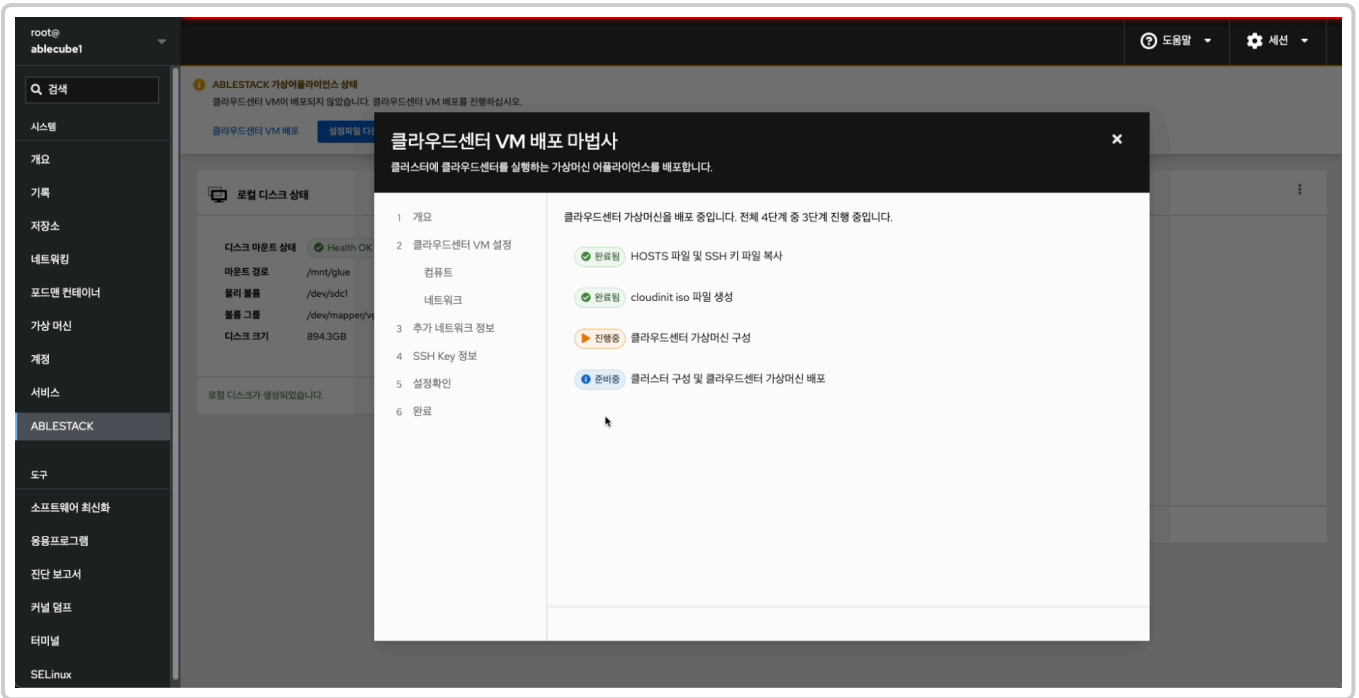 root@
ablecube1
도움말
세션
검색
시스템
개요
기록
저장소
네트워킹
포드맨 컨테이너
가상 머신
계정
서비스
ABLESTACK
도구
소프트웨어 최신화
응용프로그램
진단 보고서
커널 덤프
터미널
SELinux
ABLESTACK 가상어플라이언스 상태
클라우드센터 VM이 배포되지 않았습니다. 클라우드센터 VM 배포를 진행하십시오.
클라우드센터 VM 배포
설정파일
로컬 디스크 상태
디스크 마운트 상태 Health OK
마운트 경로 /mnt/glue
물리 볼륨 /dev/sdc1
볼륨 그룹 /dev/mapper/
디스크 크기 894.3GB
로컬 디스크가 생성되었습니다.
클라우드센터 VM 배포 마법사
클러스터에 클라우드센터를 실행하는 가상머신 어플라이언스를 배포합니다.
1 개요
2 클라우드센터 VM 설정
컴퓨트
네트워크
3 추가 네트워크 정보
4 SSH Key 정보
5 설정확인
6 완료
클라우드센터 가상머신을 배포 중입니다. 전체 4단계 중 3단계 진행 중입니다.
완료됨 HOSTS 파일 및 SSH 키 파일 복사
완료됨 cloudinit iso 파일 생성
진행중 클라우드센터 가상머신 구성
준비중 클러스터 구성 및 클라우드센터 가상머신 배포